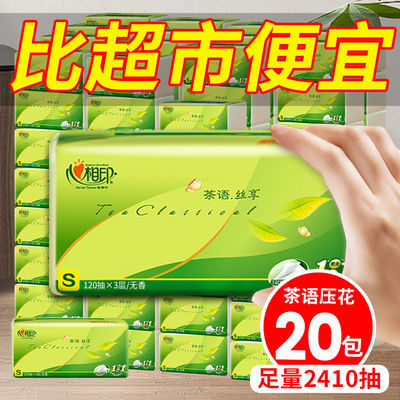 比超市便宜
心相印
茶语.丝享
Tea Classical
S
120抽×3层/无香
茶语压花
20包
足量2410抽